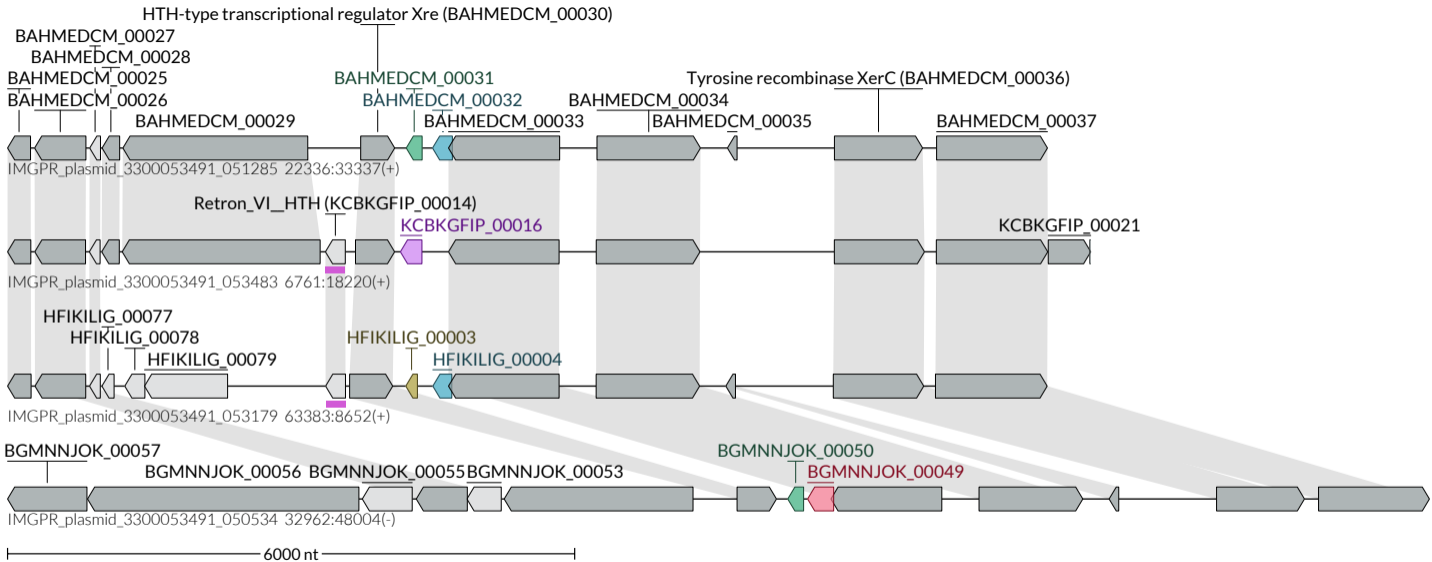 HTH-type transcriptional regulator Xre (BAHMEDCM_00030)
BAHMEDCM_00027
BAHMEDCM_00028
BAHMEDCM_00025 BAHMEDCM_00031 Tyrosine recombinase XerC (BAHMEDCM_00036)
BAHMEDCM_00026 BAHMEDCM_00032 BAHMEDCM_00034
BAHMEDCM_00029 BAHMEDCM_00033 BAHMEDCM_00035 BAHMEDCM_00037
IMGPR_plasmid_3300053491_051285 22336:33337(+)
Retron_VI__HTH (KCBKGFIP_00014)
KCBKGFIP_00016 KCBKGFIP_00021
IMGPR_plasmid_3300053491_053483 6761:18220(+)
HFIKILIG_00077
HFIKILIG_00078 HFIKILIG_00003
HFIKILIG_00079 HFIKILIG_00004
IMGPR_plasmid_3300053491_053179 63383:8652(+)
BGMNNJOK_00057 BGMNNJOK_00050
BGMNNJOK_00056 BGMNNJOK_00055 BGMNNJOK_00053 BGMNNJOK_00049
IMGPR_plasmid_3300053491_050534 32962:48004(-)
6000 nt